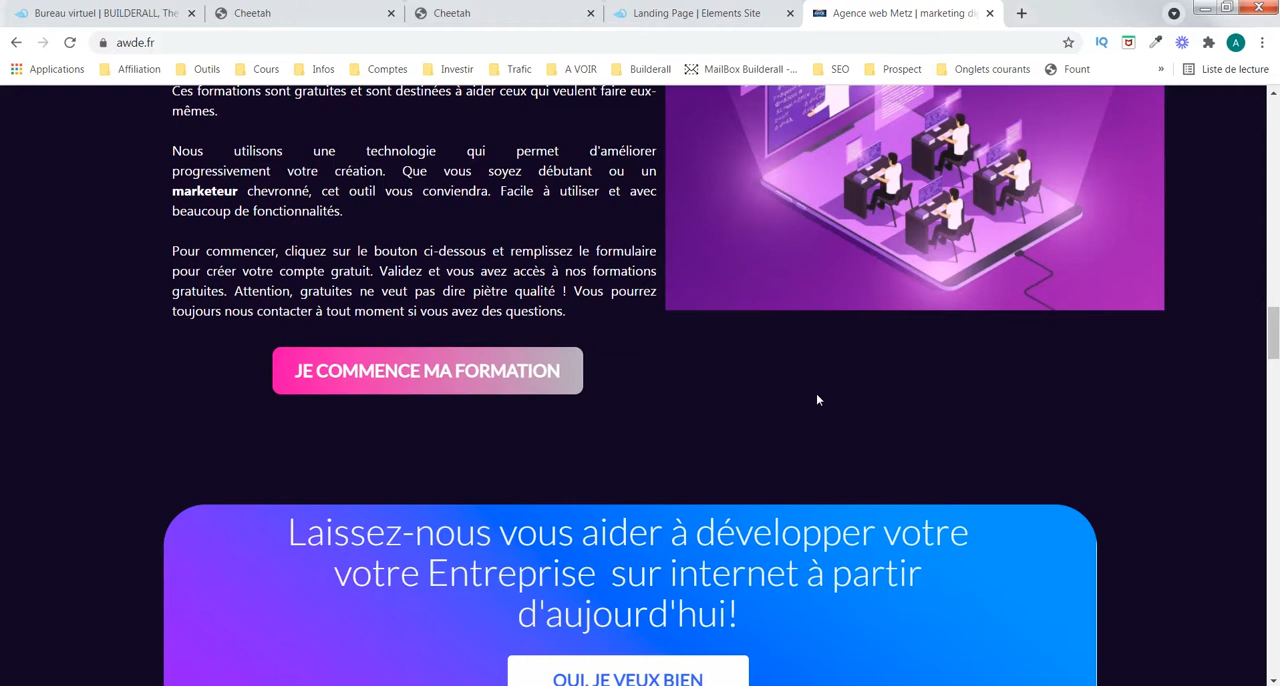 Bureau virtuel | BUILDERALL, The
Cheetah
Cheetah
Landing Page | Elements Site
Agence web Metz | marketing di
awde.fr
IQ
A
Applications
Affiliation
Outils
Cours
Infos
Comptes
Investir
Trafic
A VOIR
Builderall
MailBox Builderall -...
SEO
Prospect
Onglets courants
Fount
»
Liste de lecture
Ces formations sont gratuites et sont destinées à aider ceux qui veulent faire eux-
mêmes.
Nous utilisons une technologie qui permet d'améliorer
progressivement votre création. Que vous soyez débutant ou un
marketeur chevronné, cet outil vous conviendra. Facile à utiliser et avec
beaucoup de fonctionnalités.
Pour commencer, cliquez sur le bouton ci-dessous et remplissez le formulaire
pour créer votre compte gratuit. Validez et vous avez accès à nos formations
gratuites. Attention, gratuites ne veut pas dire piètre qualité ! Vous pourrez
toujours nous contacter à tout moment si vous avez des questions.
JE COMMENCE MA FORMATION
Laissez-nous vous aider à développer votre
votre Entreprise sur internet à partir
d'aujourd'hui!
OUI, JE VEUX BIEN